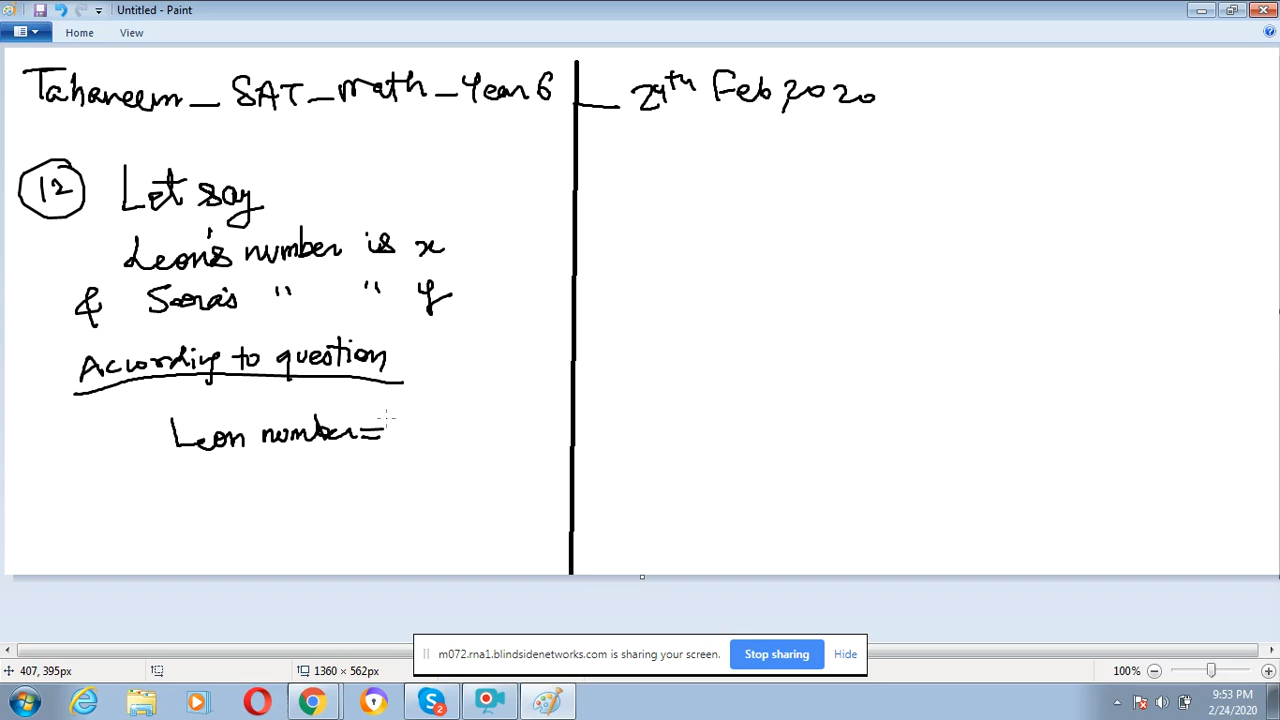 Untitled - Paint
Home View
Tahaneem_SAT_math_Year 6 _ 24th Feb 2020
12 Let say
Leon's number is x
& Sara's " " y
According to question
Leon number =
m072.rna1.blindsidenetworks.com is sharing your screen. Stop sharing Hide
407, 395px 1360 × 562px 100%
2
9:53 PM
2/24/2020